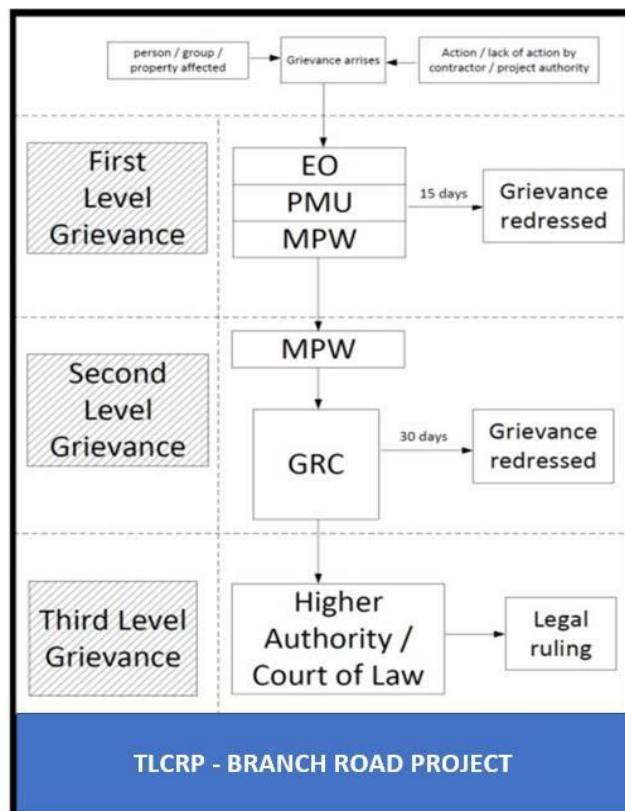 person / group /
property affected
Grievance arrises
Action / lack of action by
contractor / project authority
First
Level
Grievance
EO
PMU
MPW
15 days
Grievance
redressed
MPW
Second
Level
Grievance
GRC
30 days
Grievance
redressed
Third Level
Grievance
Higher
Authority /
Court of Law
Legal
ruling
TLCRP - BRANCH ROAD PROJECT